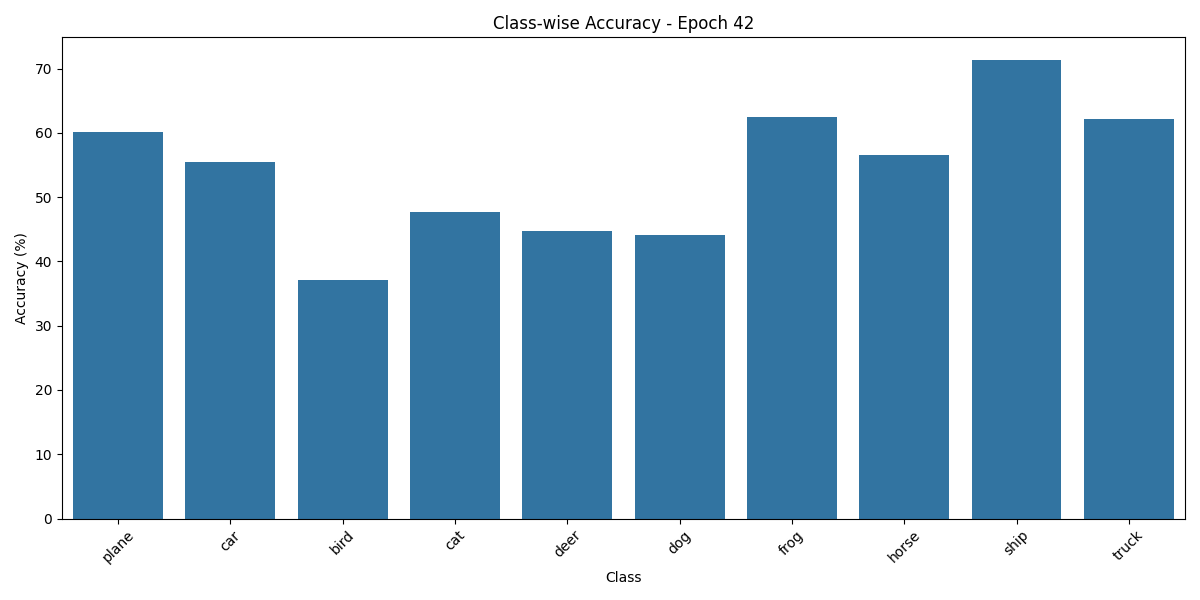 Class-wise Accuracy - Epoch 42
Accuracy (%)
70
60
50
40
30
20
10
0
plane
car
bird
cat
deer
dog
frog
horse
ship
truck
Class